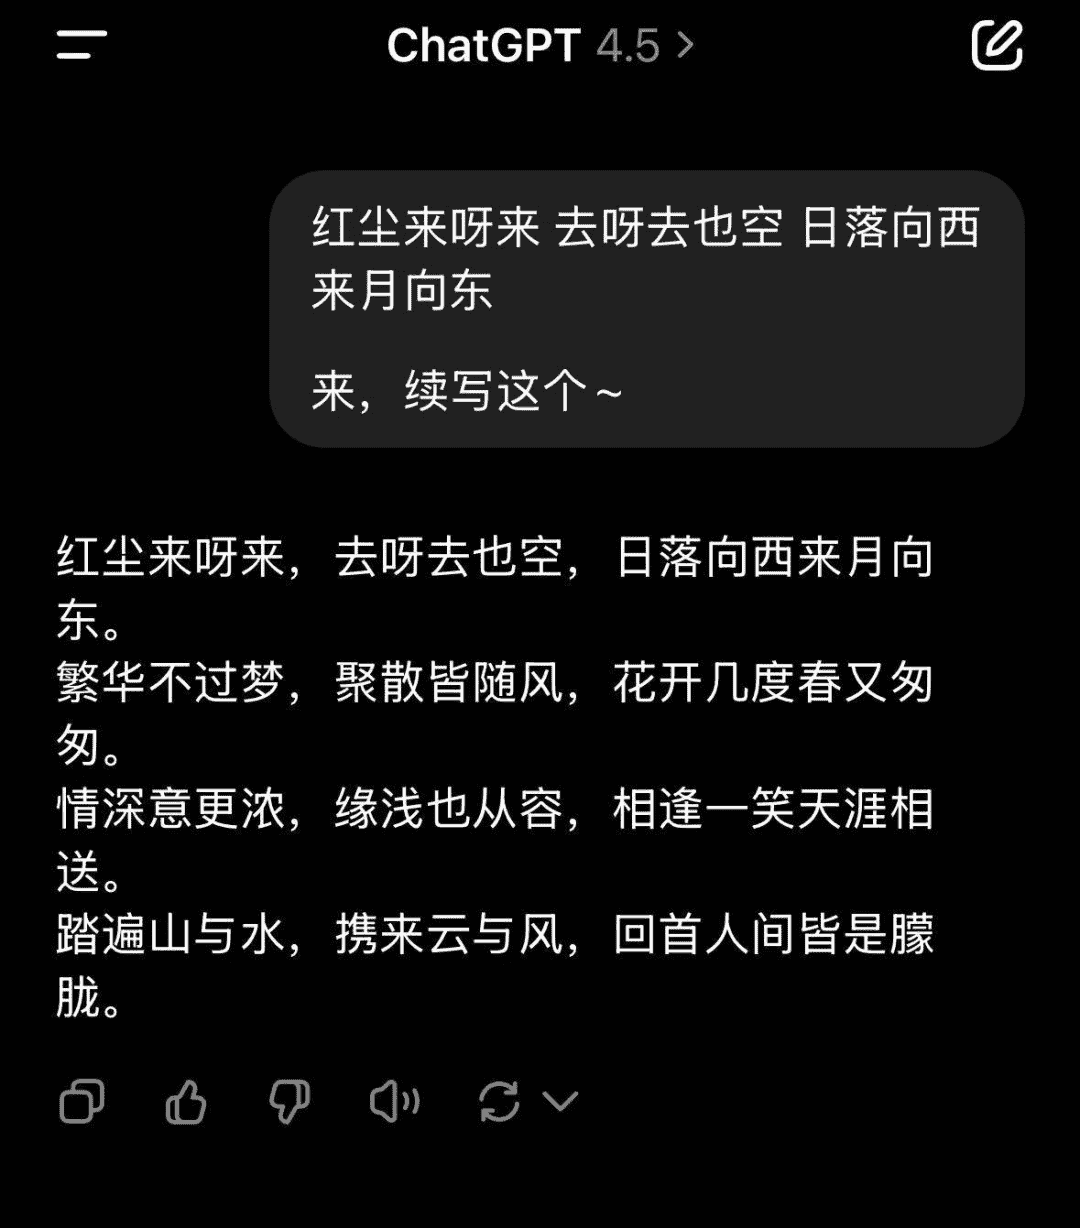 ChatGPT 4.5 >
红尘来呀来 去呀去也空 日落向西
来月向东
来，续写这个~
红尘来呀来，去呀去也空，日落向西来月向
东。
繁华不过梦，聚散皆随风，花开几度春又匆
匆。
情深意更浓，缘浅也从容，相逢一笑天涯相
送。
踏遍山与水，携来云与风，回首人间皆是朦
胧。